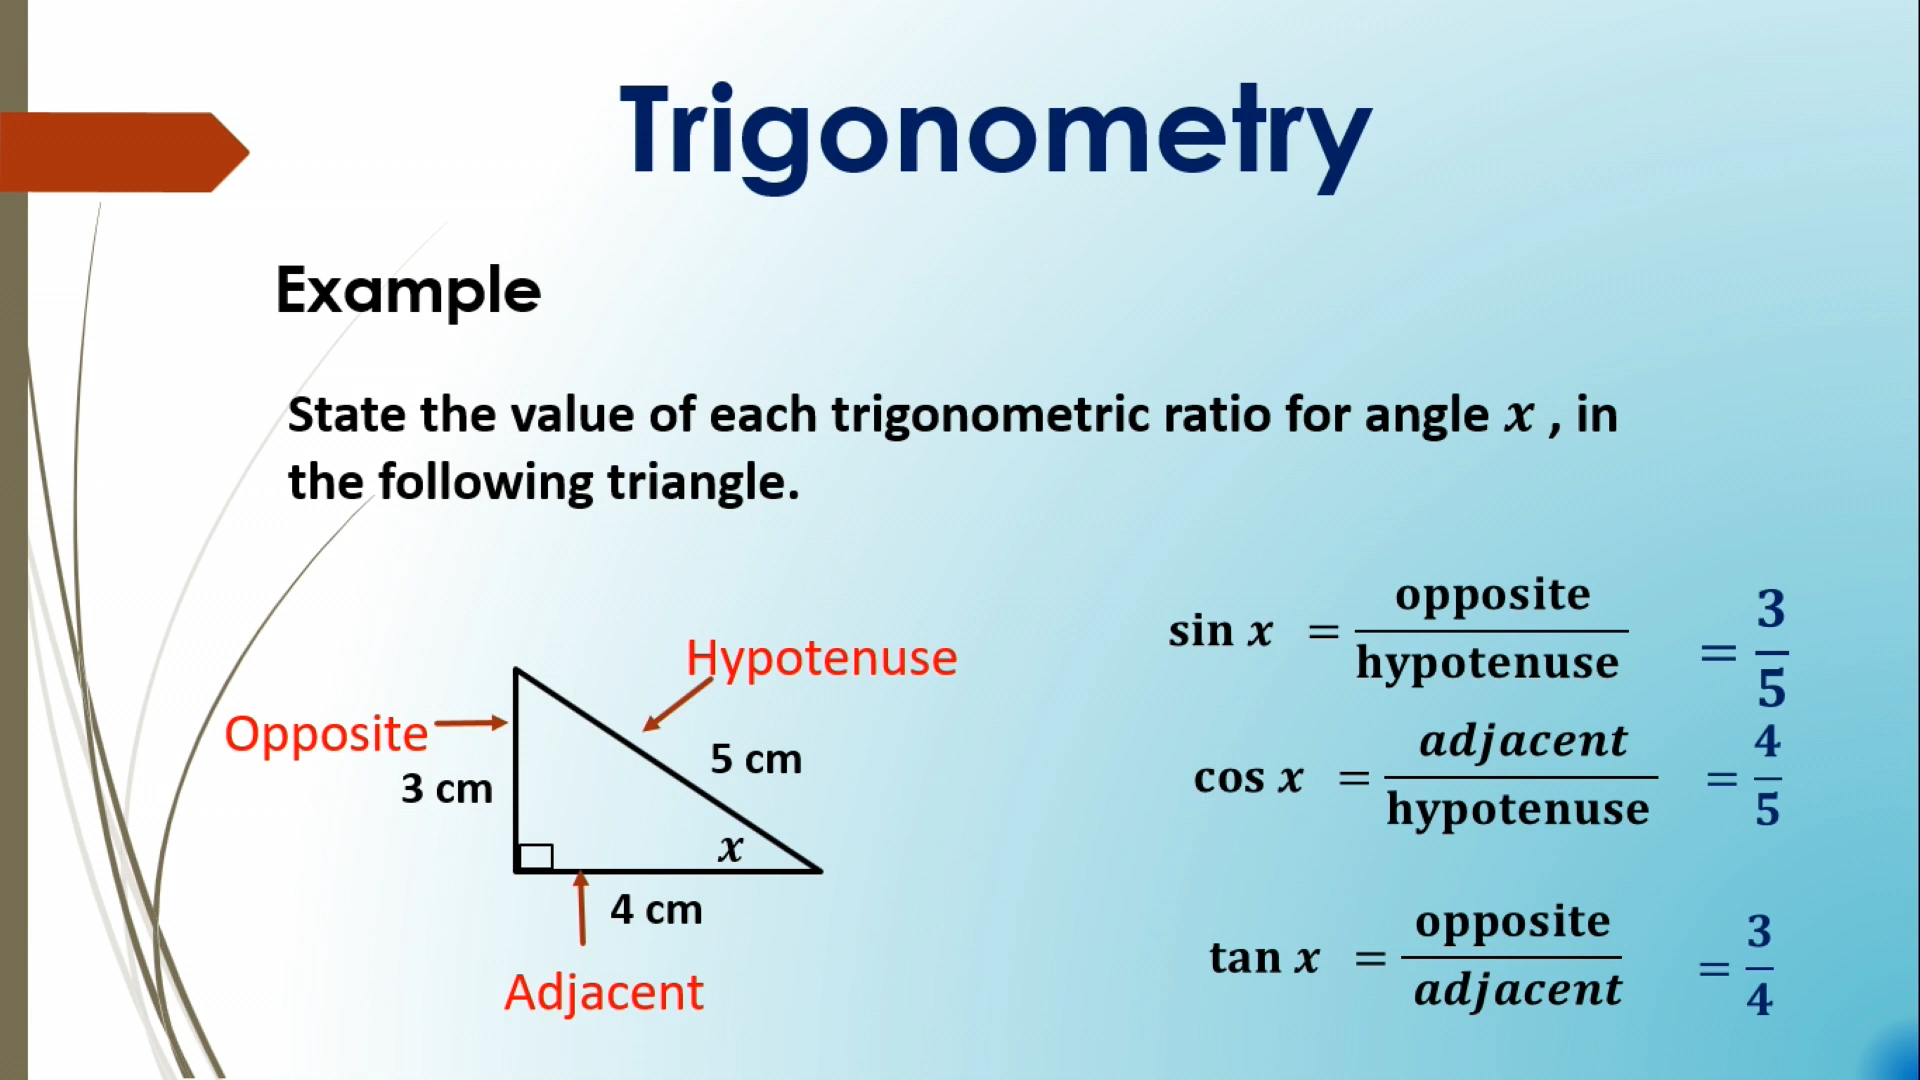 Trigonometry
Example
State the value of each trigonometric ratio for angle x , in
the following triangle.
Hypotenuse
Opposite
5 cm
3 cm
x
4 cm
Adjacent
sin x = opposite/hypotenuse = 3/5
cos x = adjacent/hypotenuse = 4/5
tan x = opposite/adjacent = 3/4